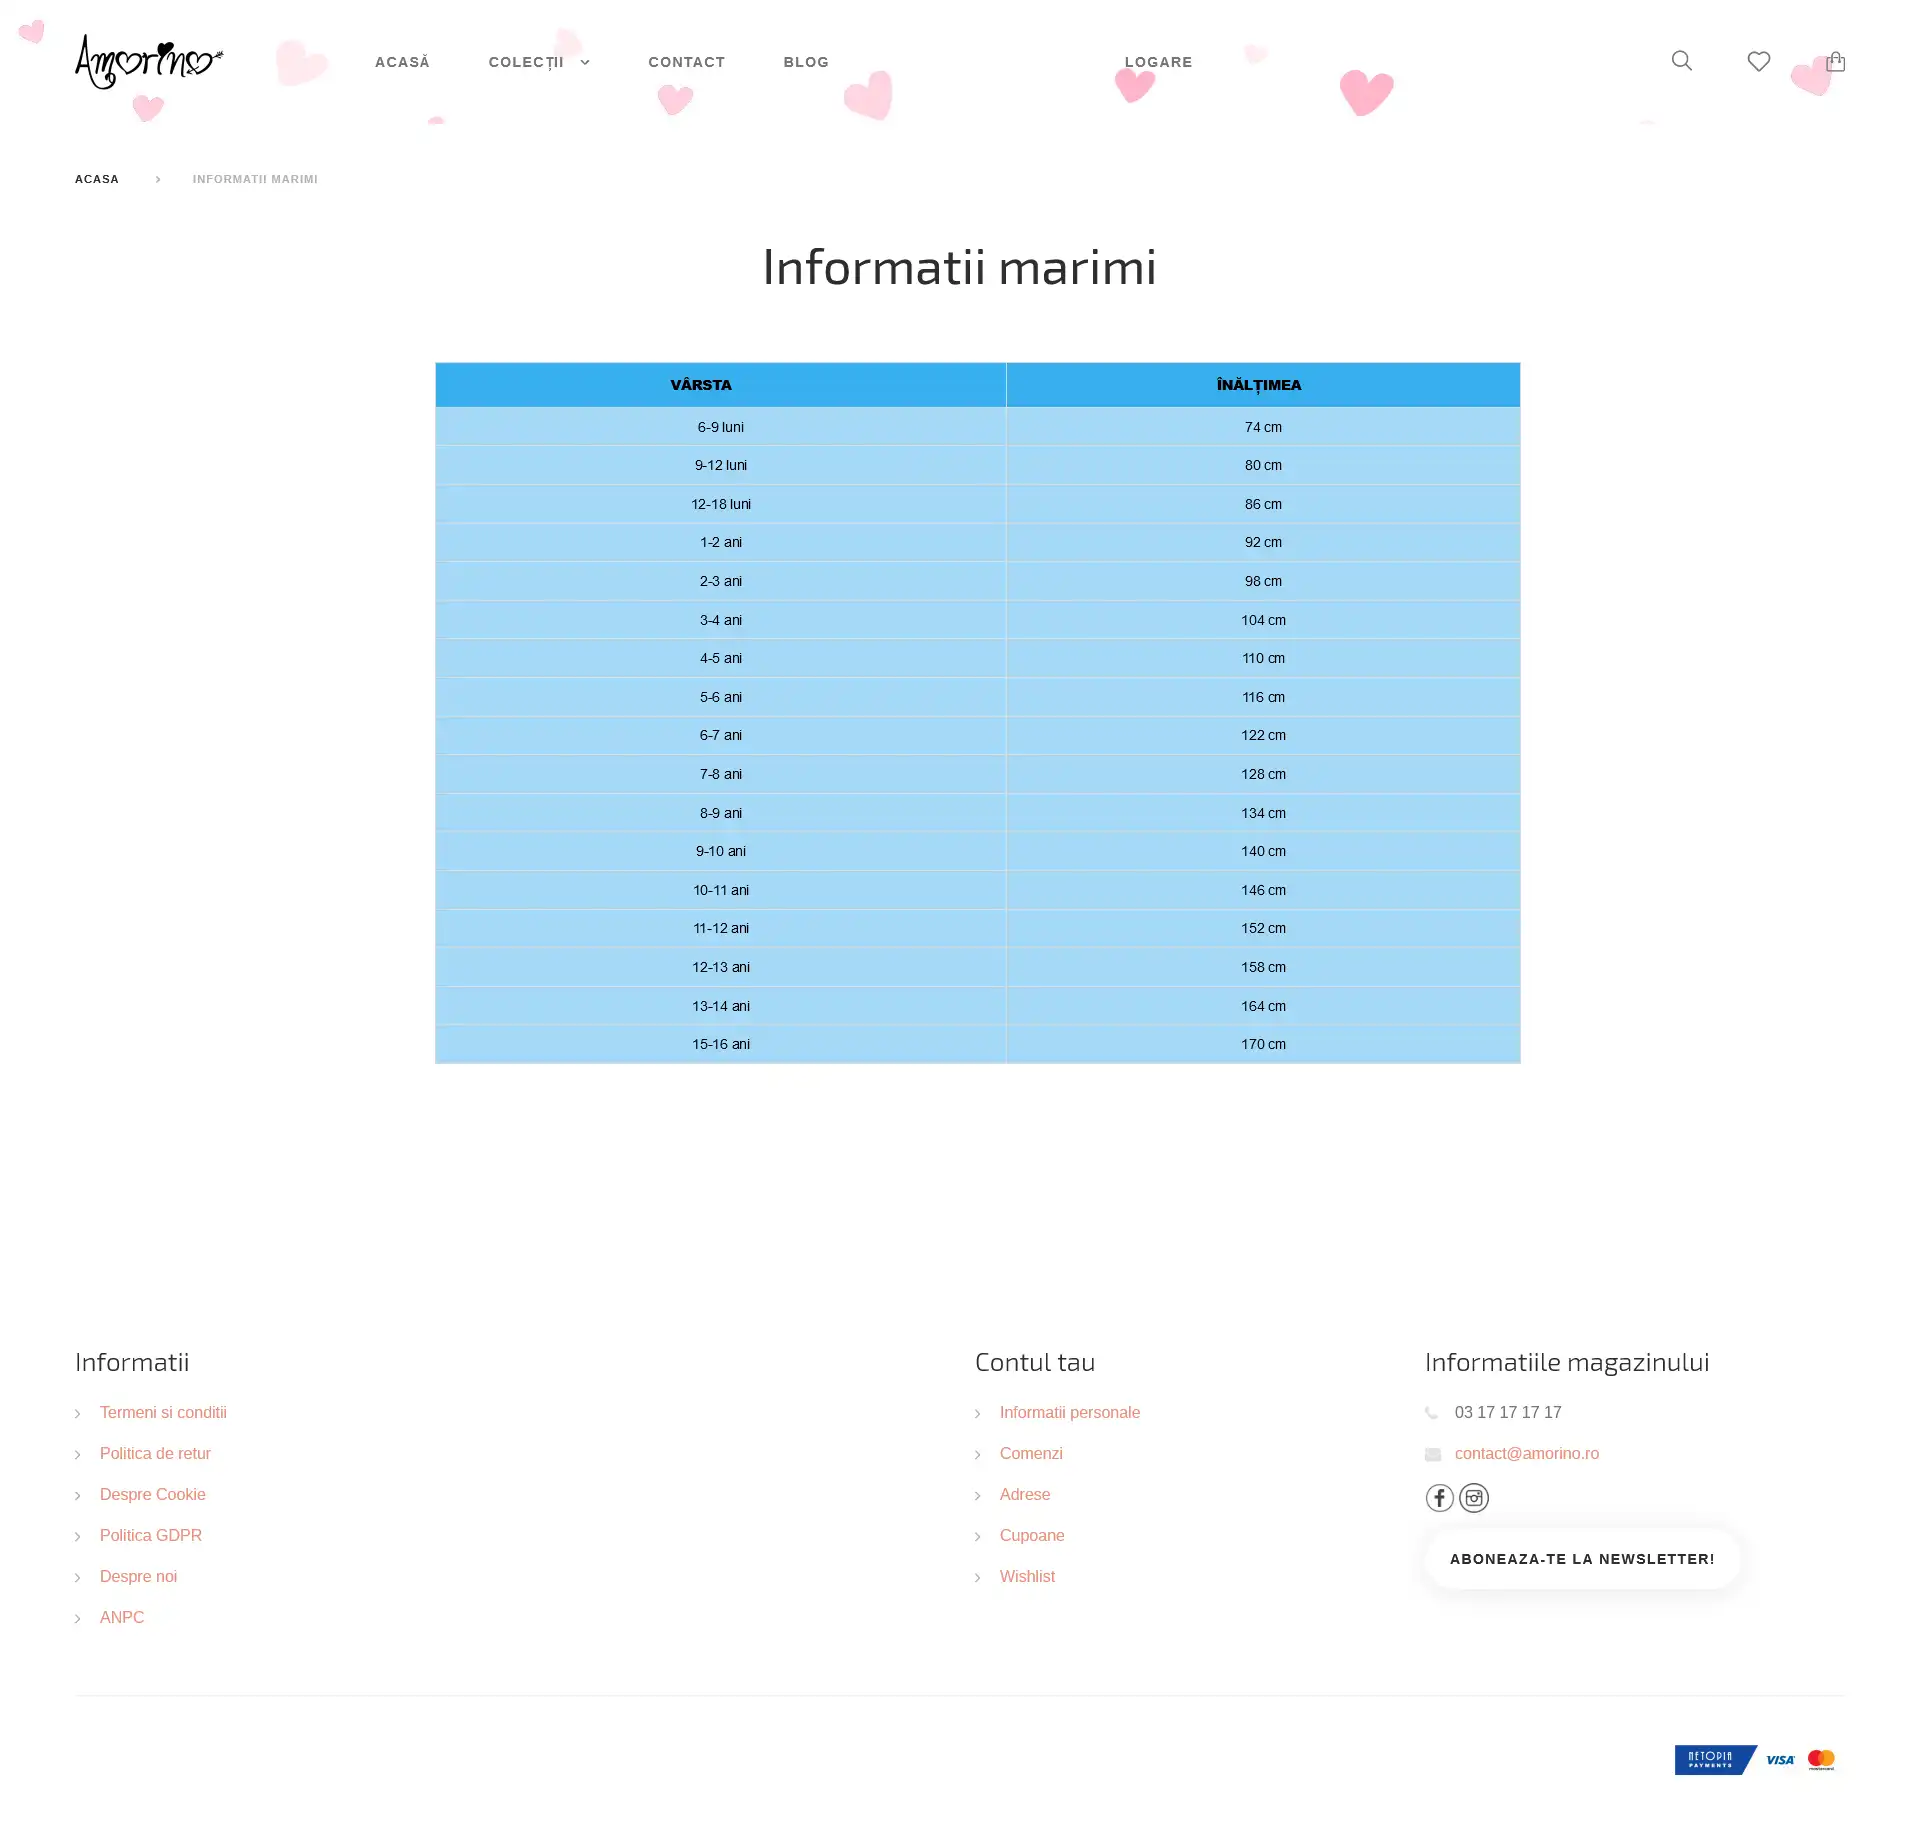 Amorino
ACASĂ COLECȚII CONTACT BLOG LOGARE
ACASA INFORMATII MARIMI
Informatii marimi
VÂRSTA ÎNĂLȚIMEA
6-9 luni 74 cm
9-12 luni 80 cm
12-18 luni 86 cm
1-2 ani 92 cm
2-3 ani 98 cm
3-4 ani 104 cm
4-5 ani 110 cm
5-6 ani 116 cm
6-7 ani 122 cm
7-8 ani 128 cm
8-9 ani 134 cm
9-10 ani 140 cm
10-11 ani 146 cm
11-12 ani 152 cm
12-13 ani 158 cm
13-14 ani 164 cm
15-16 ani 170 cm
Informatii
Termeni si conditii
Politica de retur
Despre Cookie
Politica GDPR
Despre noi
ANPC
Contul tau
Informatii personale
Comenzi
Adrese
Cupoane
Wishlist
Informatiile magazinului
03 17 17 17 17
contact@amorino.ro
ABONEAZA-TE LA NEWSLETTER!
NETOPIA
PAYMENTS
VISA
mastercard